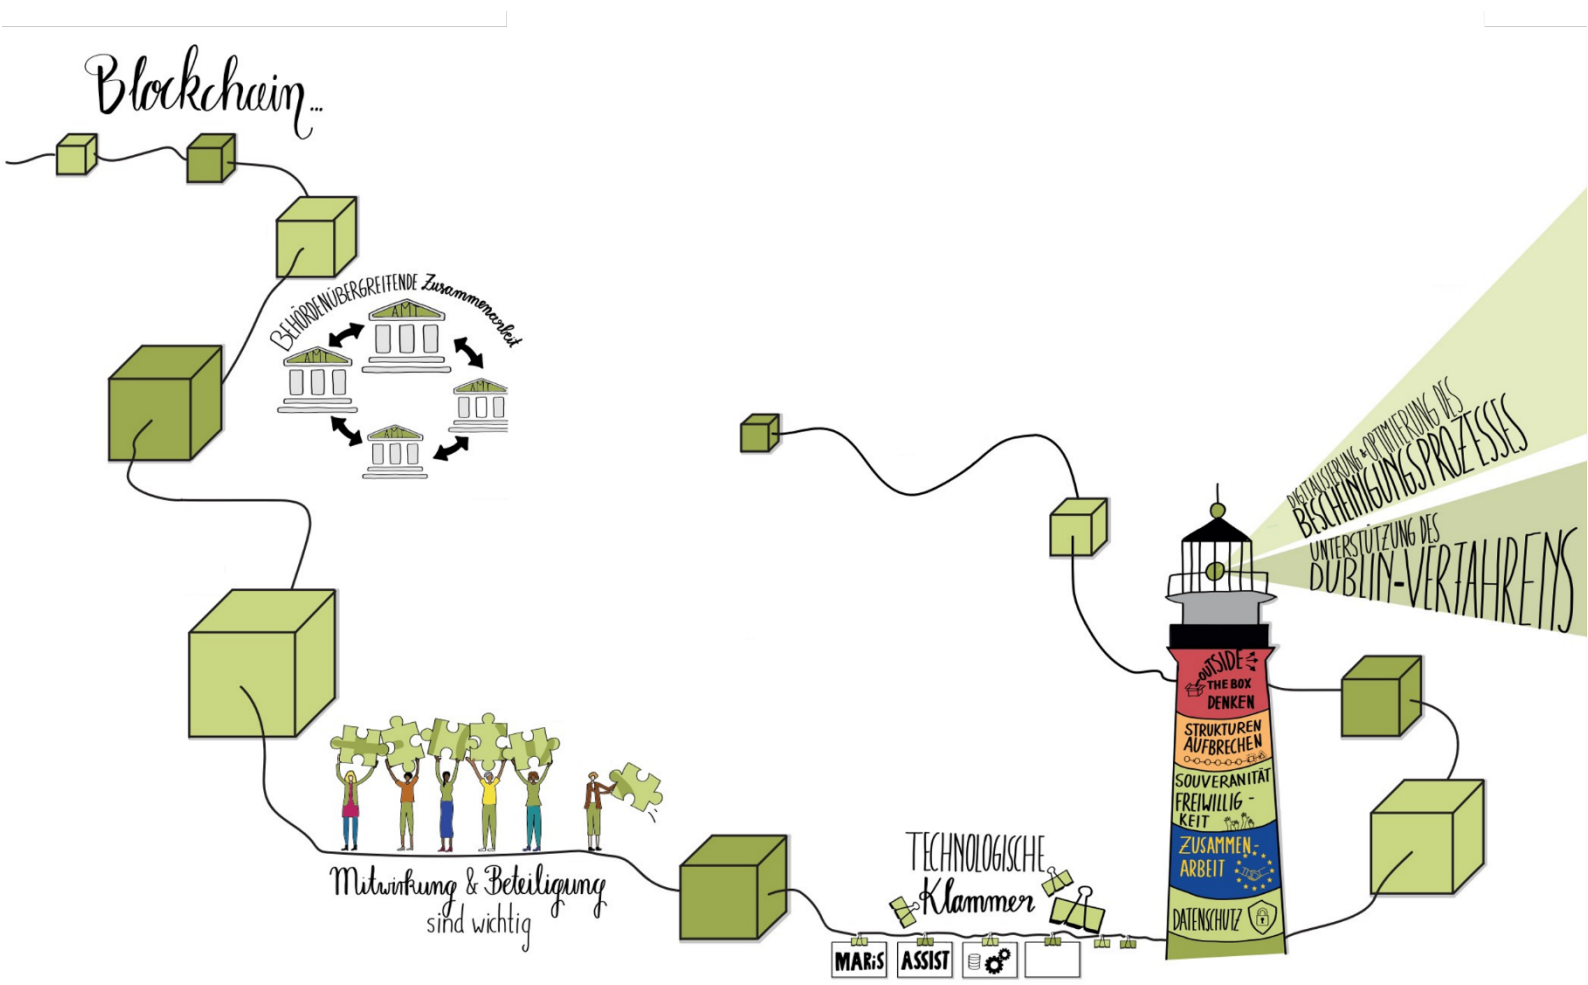 Blockchain...
BEHÖRDENÜBERGREIFENDE Zusammenarbeit
AMT
AMT
AMT
AMT
DIGITALISIERUNG & OPTIMIERUNG DES
BESCHEINIGUNGSPROZESSES
UNTERSTÜTZUNG DES
DUBLIN-VERFAHRENS
OUTSIDE
THE BOX
DENKEN
STRUKTUREN
AUFBRECHEN
SOUVERANITÄT
FREIWILLIG-
KEIT
ZUSAMMEN-
ARBEIT
DATENSCHUTZ
Mitwirkung & Beteiligung
sind wichtig
TECHNOLOGISCHE
Klammer
MARiS
ASSIST